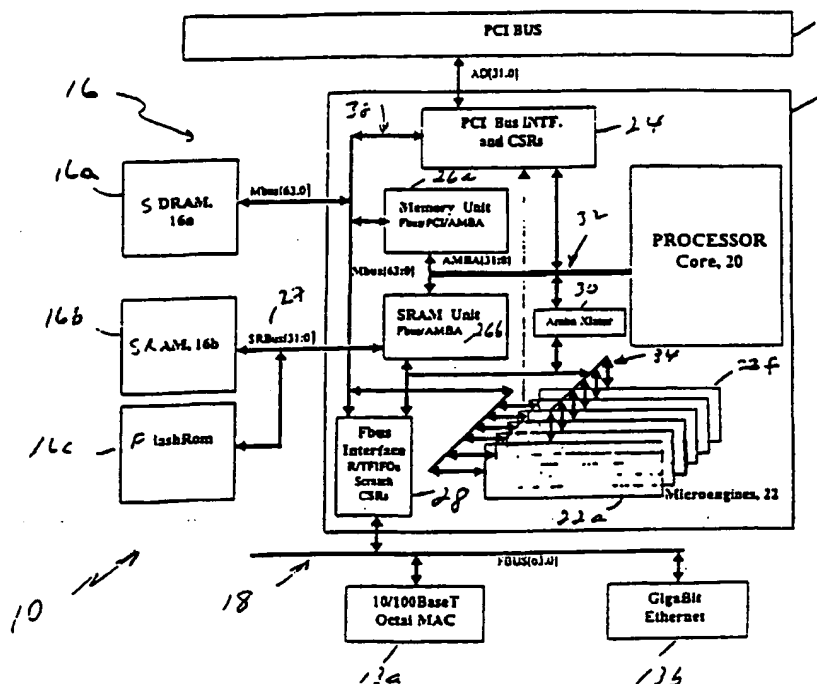 PCI BUS
AD[31:0]
16
38
PCI Bus INTF.
and CSRs
24
16a
SDRAM.
16a
Mbus[63:0]
26a
Memory Unit
Fbus/PCI/AMBA
32
PROCESSOR
Core, 20
Mbus[63:0]
AMBA[31:0]
30
Amba Xlator
16b
SRAM. 16b
27
SRBus[31:0]
SRAM Unit
Fbus/AMBA
26b
34
22f
16c
FlashRom
Fbus
Interface
R/TFIFOs
Scratch
CSRs
28
Microengines, 22
22a
10
18
FBUS[63:0]
10/100BaseT
Octal MAC
13a
GigaBit
Ethernet
13b